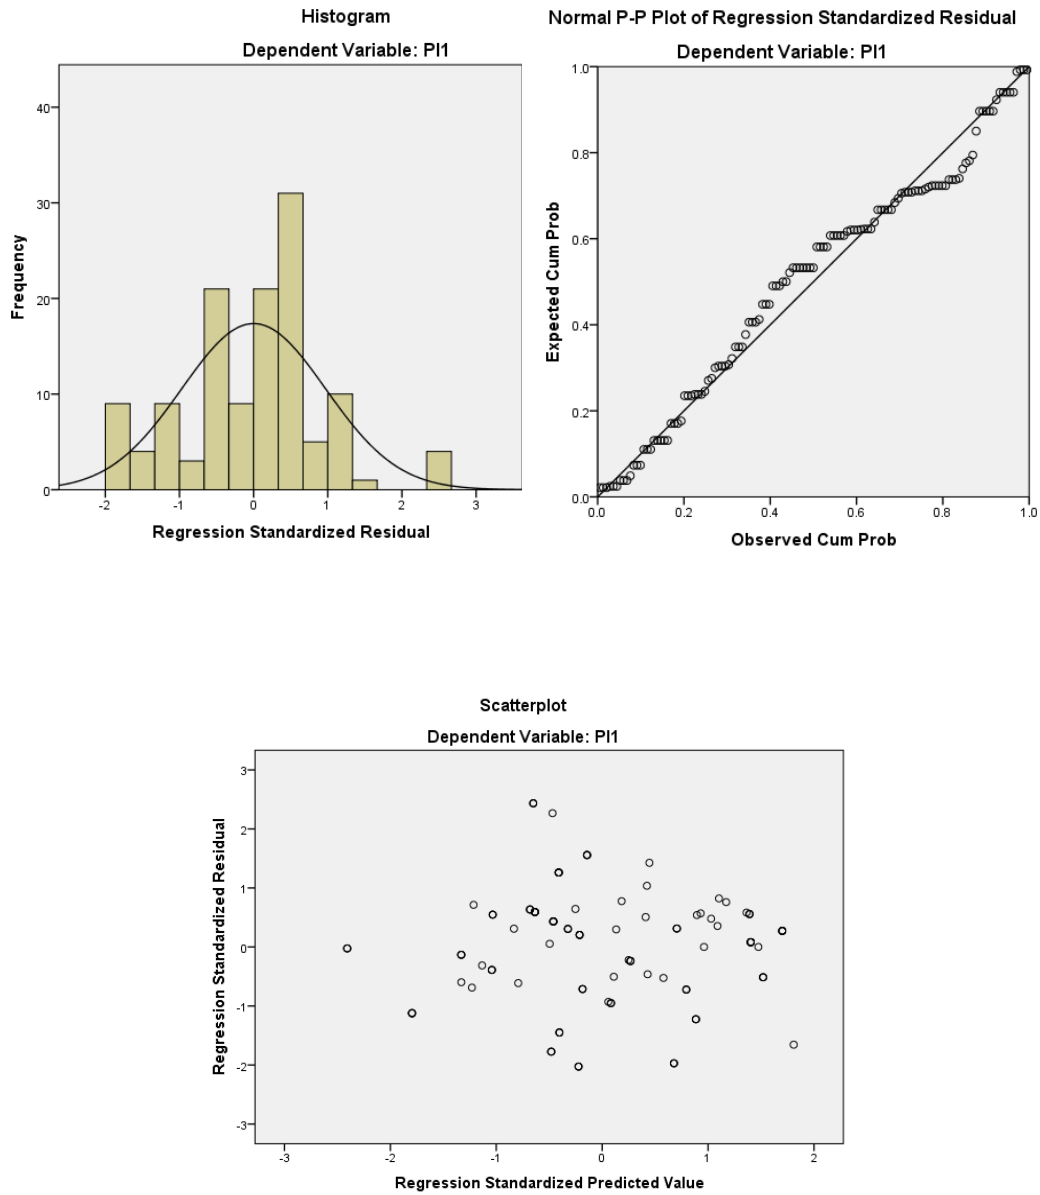 Histogram
Dependent Variable: PI1
40
30
20
10
0
-2 -1 0 1 2 3
Frequency
Regression Standardized Residual
Normal P-P Plot of Regression Standardized Residual
Dependent Variable: PI1
1.0
0.8
0.6
0.4
0.2
0.0
0.0 0.2 0.4 0.6 0.8 1.0
Expected Cum Prob
Observed Cum Prob
Scatterplot
Dependent Variable: PI1
3
2
1
0
-1
-2
-3
-3 -2 -1 0 1 2
Regression Standardized Residual
Regression Standardized Predicted Value